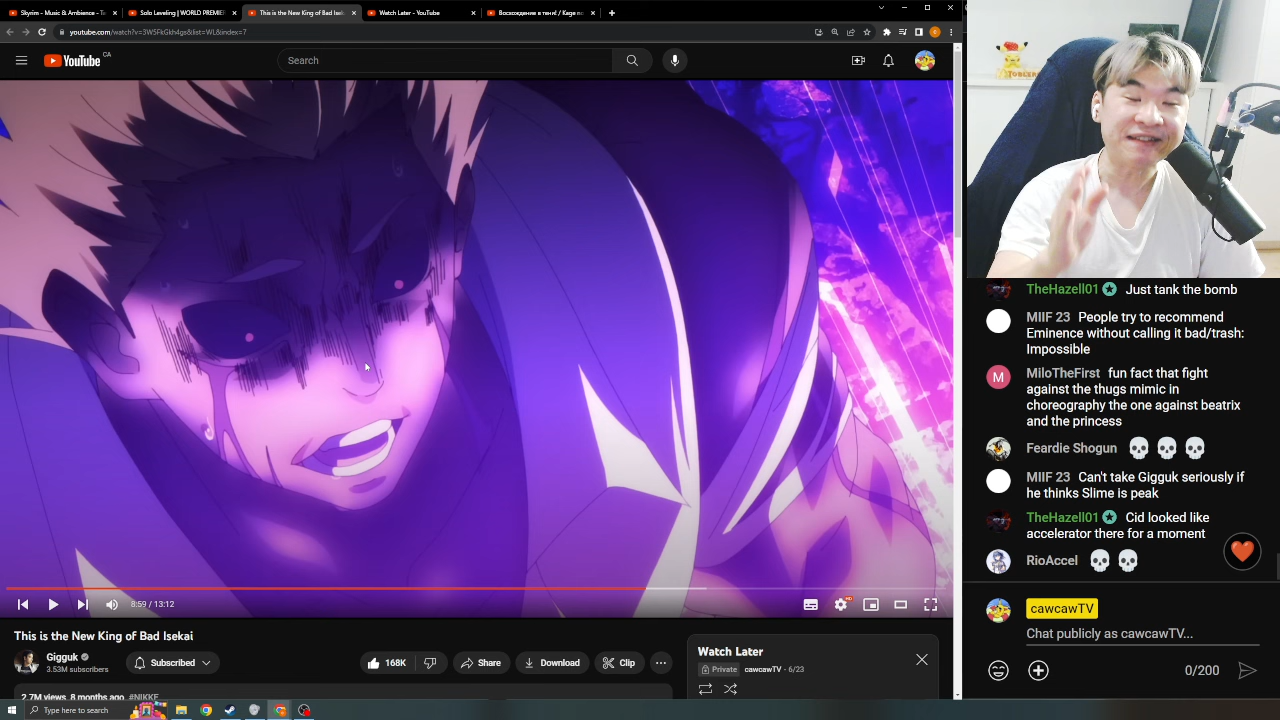 Skyrim - Music & Ambience - Te
Solo Leveling | WORLD PREMIE
This is the New King of Bad Isek
Watch Later - YouTube
Восхождение в тени! / Kage
youtube.com/watch?v=3W5FkGkh4gs&list=WL&index=7
YouTube CA
Search
TOBLER
TheHazell01 Just tank the bomb
MIIF 23 People try to recommend
Eminence without calling it bad/trash:
Impossible
MiloTheFirst fun fact that fight
against the thugs mimic in
choreography the one against beatrix
and the princess
Feardie Shogun
MIIF 23 Can't take Gigguk seriously if
he thinks Slime is peak
TheHazell01 Cid looked like
accelerator there for a moment
RioAccel
8:59 / 13:12
HD
This is the New King of Bad Isekai
Gigguk
3.53M subscribers
Subscribed
168K
Share
Download
Clip
2.7M views 8 months ago #NIKKE
Watch Later
Private cawcawTV - 6/23
cawcawTV
Chat publicly as cawcawTV...
0/200
Type here to search